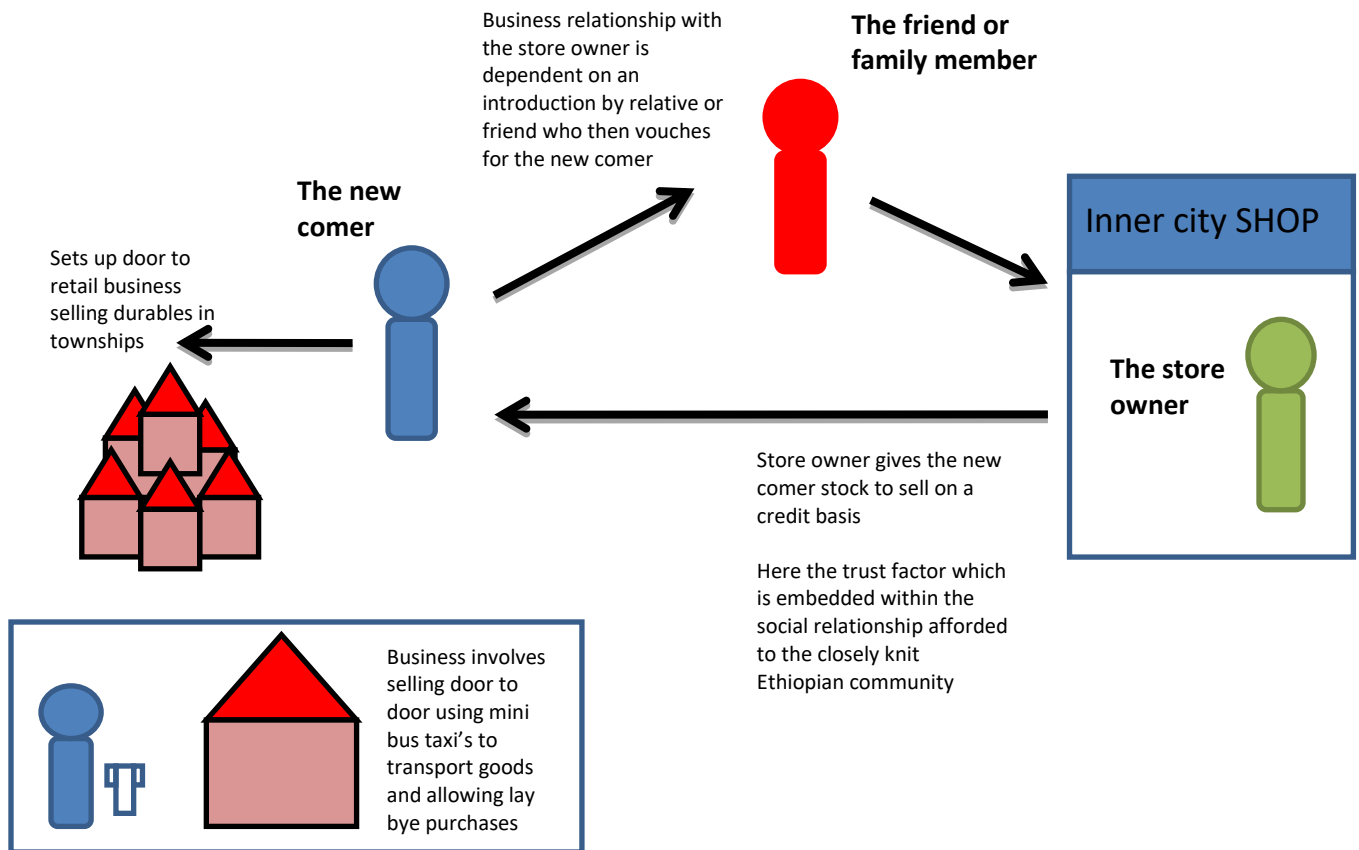 Business relationship with
the store owner is
dependent on an
introduction by relative or
friend who then vouches
for the new comer
The friend or
family member
The new
comer
Inner city SHOP
Sets up door to
retail business
selling durables in
townships
The store
owner
Store owner gives the new
comer stock to sell on a
credit basis
Here the trust factor which
is embedded within the
social relationship afforded
to the closely knit
Ethiopian community
Business involves
selling door to
door using mini
bus taxi's to
transport goods
and allowing lay
bye purchases